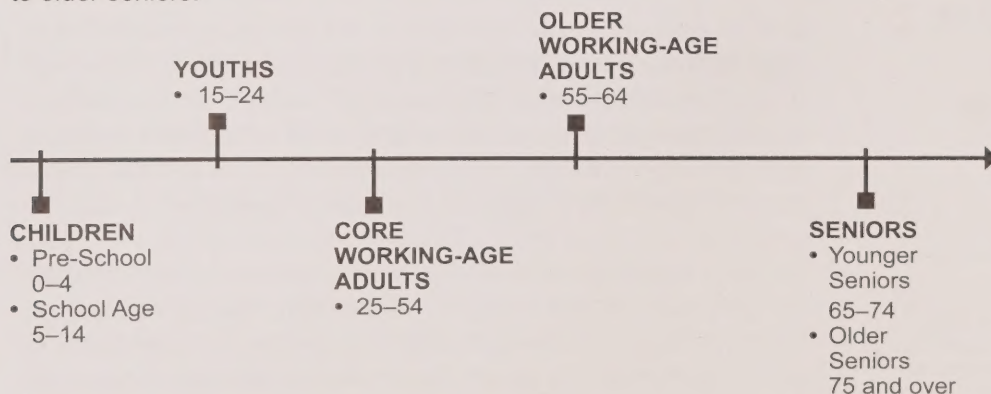 to older seniors.
OLDER
WORKING-AGE
ADULTS
• 55–64
YOUTHS
• 15–24
CHILDREN
• Pre-School
0–4
• School Age
5–14
CORE
WORKING-AGE
ADULTS
• 25–54
SENIORS
• Younger
Seniors
65–74
• Older
Seniors
75 and over